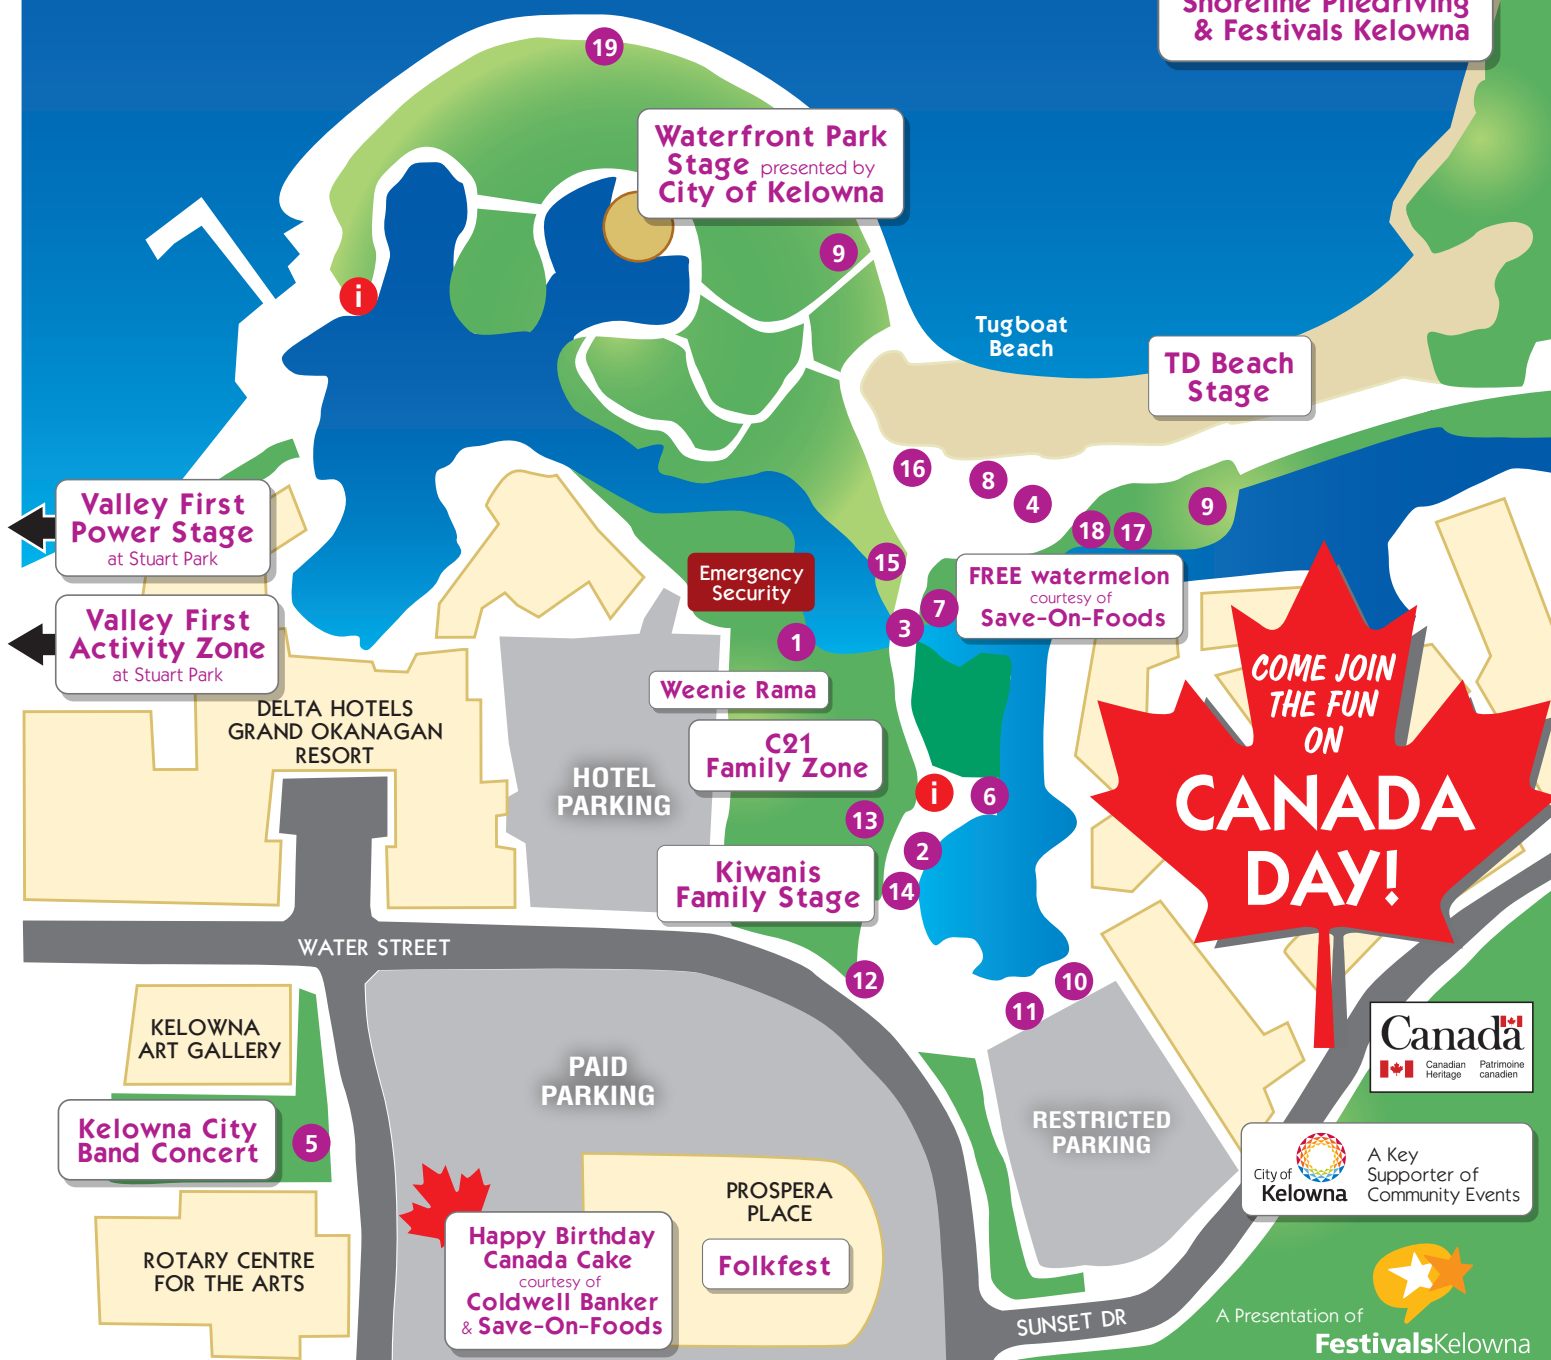 Shoreline Piledriving
& Festivals Kelowna
19
Waterfront Park
Stage presented by
City of Kelowna
9
i
Tugboat
Beach
TD Beach
Stage
16
8
4
9
18
17
Valley First
Power Stage
at Stuart Park
Emergency
Security
15
FREE watermelon
courtesy of
Save-On-Foods
7
3
1
Valley First
Activity Zone
at Stuart Park
Weenie Rama
DELTA HOTELS
GRAND OKANAGAN
RESORT
C21
Family Zone
HOTEL
PARKING
i
6
13
2
Kiwanis
Family Stage
14
COME JOIN
THE FUN
ON
CANADA
DAY!
WATER STREET
12
10
11
KELOWNA
ART GALLERY
PAID
PARKING
Canada
Canadian
Heritage
Patrimoine
canadien
RESTRICTED
PARKING
Kelowna City
Band Concert
5
City of
Kelowna
A Key
Supporter of
Community Events
PROSPERA
PLACE
Folkfest
Happy Birthday
Canada Cake
courtesy of
Coldwell Banker
& Save-On-Foods
ROTARY CENTRE
FOR THE ARTS
SUNSET DR
A Presentation of
FestivalsKelowna